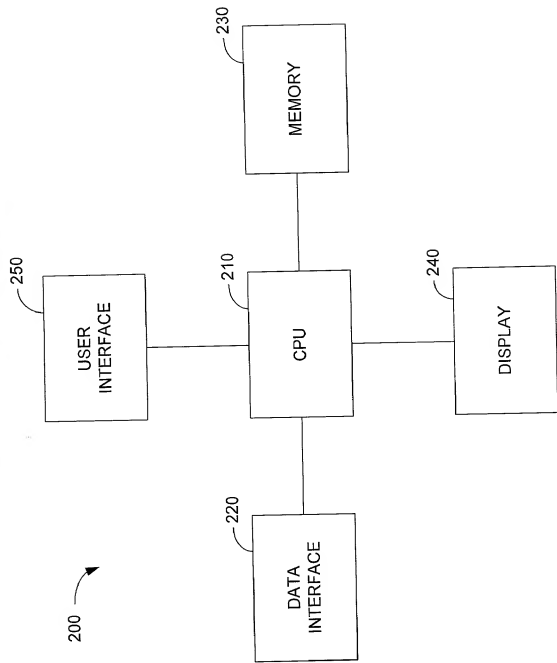 250
200
USER
INTERFACE
220
DATA
INTERFACE
210
CPU
230
MEMORY
240
DISPLAY